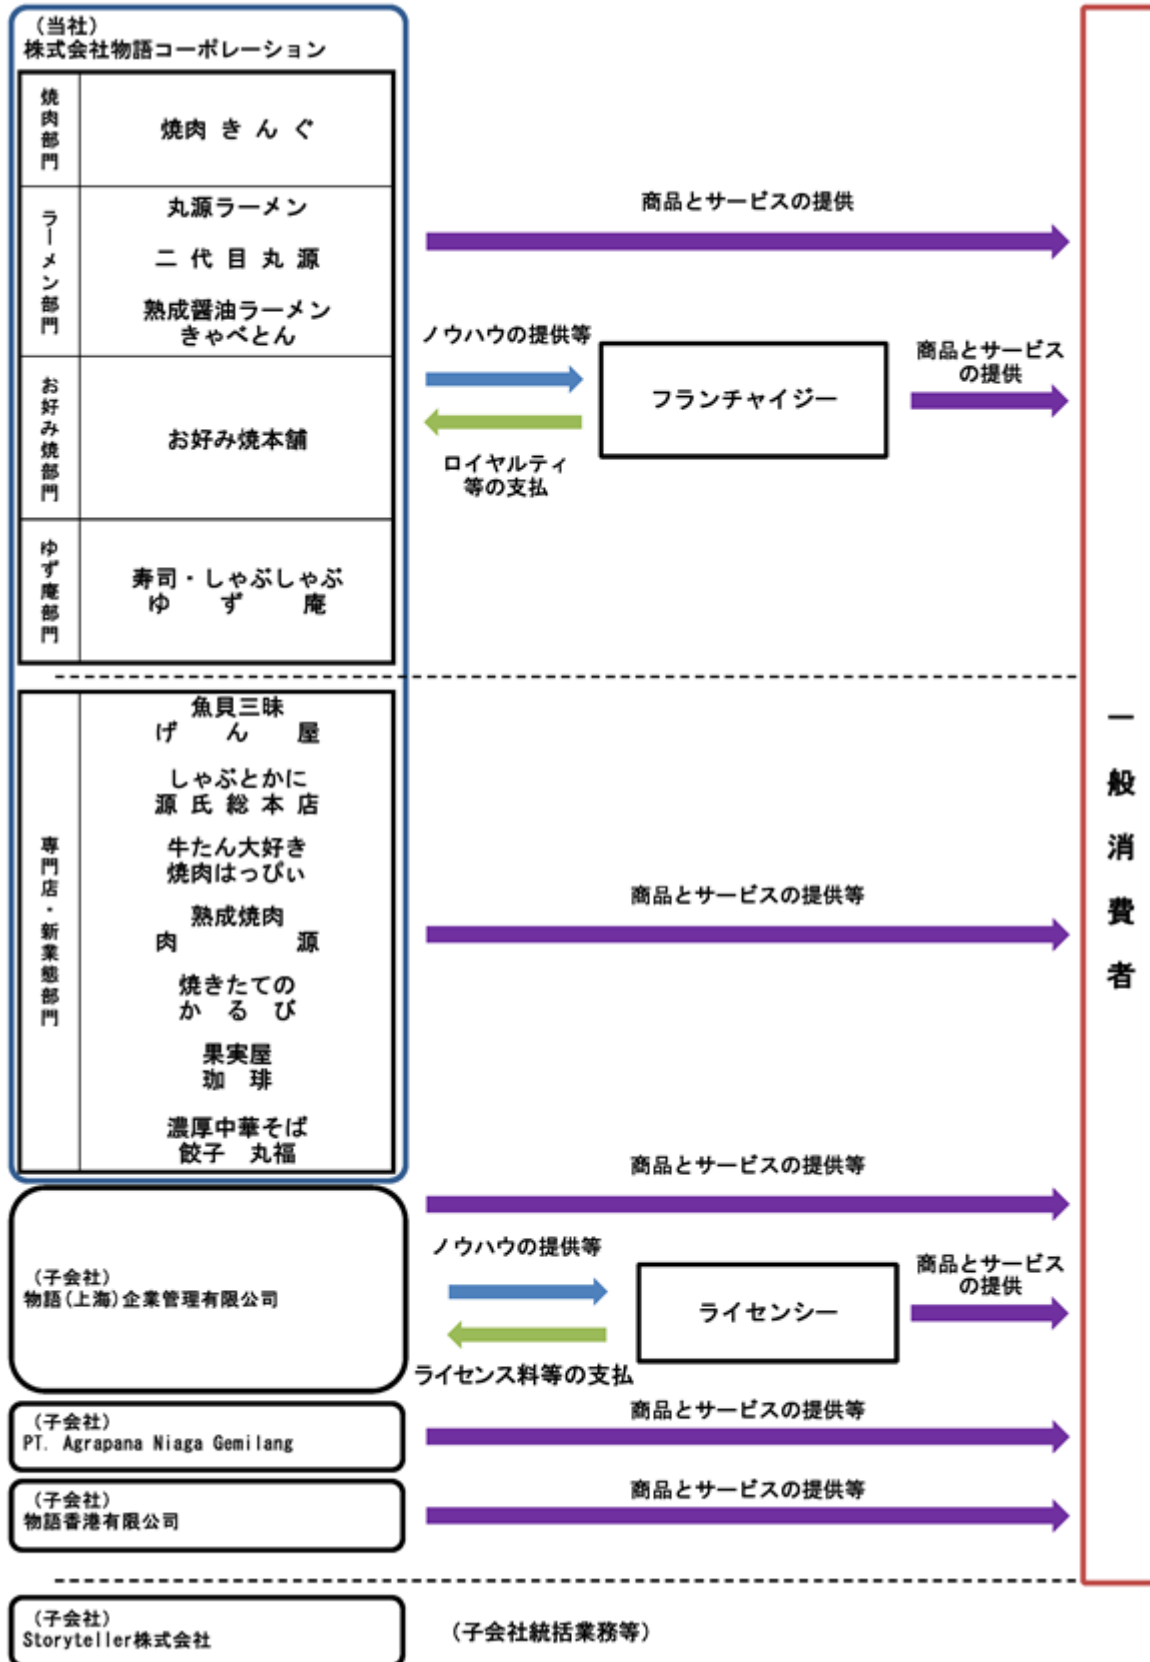 （当社）
株式会社物語コーポレーション
焼肉部門
焼肉 き ん ぐ
ラーメン部門
丸源ラーメン
二 代 目 丸 源
熟成醤油ラーメン
きゃべとん
お好み焼部門
お好み焼本舗
ゆず庵部門
寿司・しゃぶしゃぶ
ゆ ず 庵
商品とサービスの提供
ノウハウの提供等
ロイヤルティ
等の支払
フランチャイジー
商品とサービス
の提供
専門店・新業態部門
魚貝三昧
げ ん 屋
しゃぶとかに
源 氏 総 本 店
牛たん大好き
焼肉はっぴぃ
熟成焼肉
肉 源
焼きたての
か る び
果実屋
珈 琲
濃厚中華そば
餃子 丸福
商品とサービスの提供等
（子会社）
物語(上海)企業管理有限公司
商品とサービスの提供等
ノウハウの提供等
ライセンス料等の支払
ライセンシー
商品とサービス
の提供
（子会社）
PT. Agrapana Niaga Gemilang
商品とサービスの提供等
（子会社）
物語香港有限公司
商品とサービスの提供等
一般消費者
（子会社）
Storyteller株式会社
（子会社統括業務等）